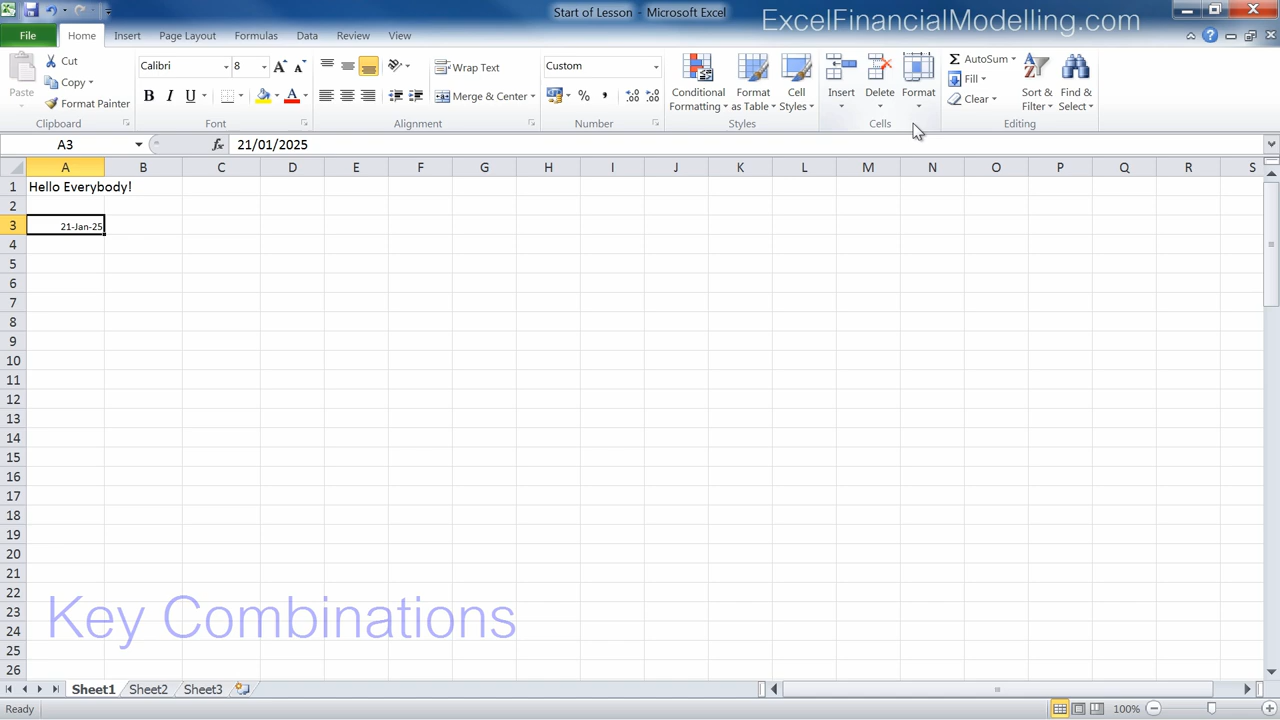 Start of Lesson - Microsoft Excel
ExcelFinancialModelling.com
File Home Insert Page Layout Formulas Data Review View
Paste
Cut
Copy
Format Painter
Clipboard
Calibri 8
B I U
Font
Wrap Text
Merge & Center
Alignment
Custom
%
Number
Conditional Formatting
Format as Table
Cell Styles
Styles
Insert Delete Format
Cells
AutoSum
Fill
Clear
Sort & Filter
Find & Select
Editing
A3 fx 21/01/2025
A B C D E F G H I J K L M N O P Q R S
1 Hello Everybody!
2
3 21-Jan-25
4
5
6
7
8
9
10
11
12
13
14
15
16
17
18
19
20
21
22
23
24
25
26
Key Combinations
Sheet1 Sheet2 Sheet3
Ready 100%